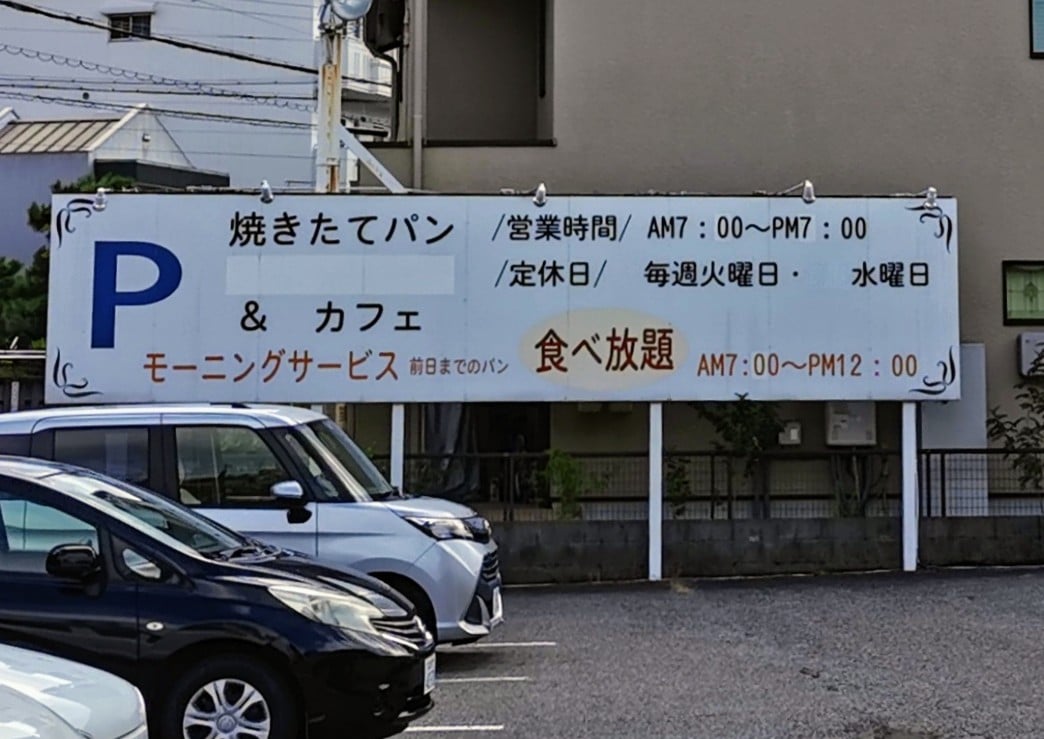 P
焼きたてパン /営業時間/ AM7：00～PM7：00
/定休日/ 毎週火曜日・ 水曜日
& カフェ
モーニングサービス 前日までのパン 食べ放題 AM7:00～PM12：00